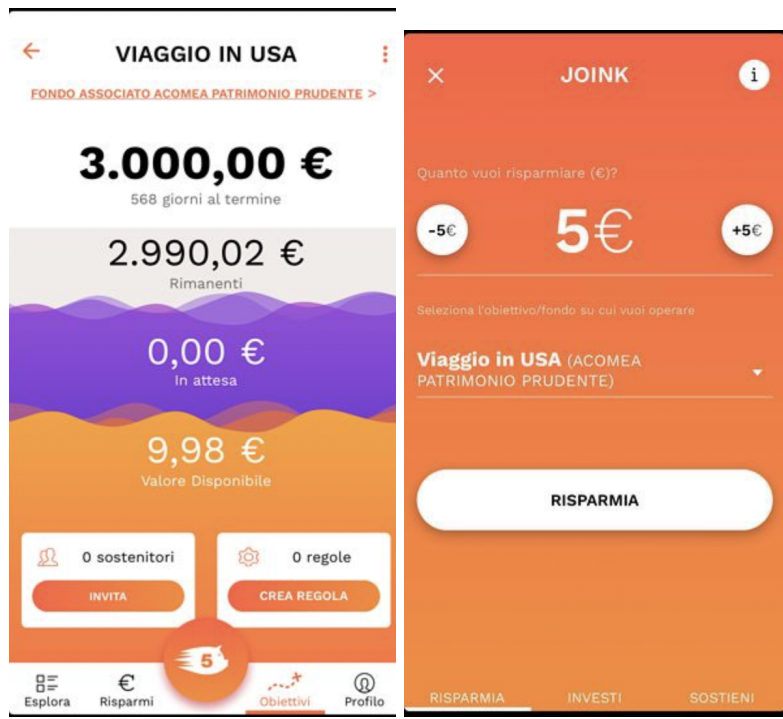 VIAGGIO IN USA
FONDO ASSOCIATO ACOMEA PATRIMONIO PRUDENTE >
3.000,00 €
568 giorni al termine
2.990,02 €
Rimanenti
0,00 €
In attesa
9,98 €
Valore Disponibile
0 sostenitori
INVITA
0 regole
CREA REGOLA
5
Esplora
€
Risparmi
Obiettivi
Profilo
JOINK
i
Quanto vuoi risparmiare (€)?
-5€
5€
+5€
Seleziona l'obiettivo/fondo su cui vuoi operare
Viaggio in USA (ACOMEA
PATRIMONIO PRUDENTE)
RISPARMIA
RISPARMIA
INVESTI
SOSTIENI